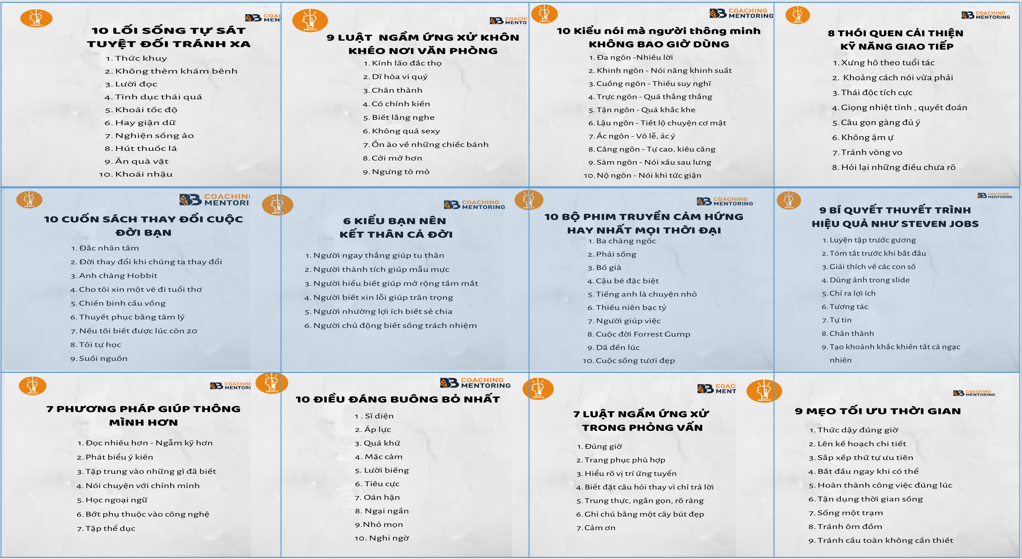 COACHING
MENTORING
10 LỐI SỐNG TỰ SÁT
TUYỆT ĐỐI TRÁNH XA
1. Thức khuy
2. Không thèm khám bệnh
3. Lười đọc
4. Tình dục thái quá
5. Khoái tốc độ
6. Hay giận dữ
7. Nghiện sống ảo
8. Hút thuốc lá
9. Ăn quà vặt
10. Khoái nhậu
COACHING
MENTORING
9 LUẬT NGẦM ỨNG XỬ KHÔN
KHÉO NƠI VĂN PHÒNG
1. Kính lão đắc thọ
2. Dĩ hòa vi quý
3. Chân thành
4. Có chính kiến
5. Biết lắng nghe
6. Không quá sexy
7. Ồn ào về những chiếc bánh
8. Cởi mở hơn
9. Ngưng tò mò
COACHING
MENTORING
10 Kiểu nói mà người thông minh
KHÔNG BAO GIỜ DÙNG
1. Đa ngôn -Nhiều lời
2. Khinh ngôn - Nói năng khinh suất
3. Cuồng ngôn - Thiếu suy nghĩ
4. Trực ngôn - Quá thẳng thắng
5. Tận ngôn - Quá khắc khe
6. Lậu ngôn - Tiết lộ chuyện cơ mật
7. Ác ngôn - Vô lễ, ác ý
8. Căng ngôn - Tự cao, kiêu căng
9. Sàm ngôn - Nói xấu sau lưng
10. Nộ ngôn - Nói khi tức giận
COACHING
MENTORING
8 THÓI QUEN CẢI THIỆN
KỸ NĂNG GIAO TIẾP
1. Xưng hô theo tuổi tác
2. Khoảng cách nói vừa phải
3. Thái độc tích cực
4. Giọng nhiệt tình , quyết đoán
5. Câu gọn gàng đủ ý
6. Không ậm ự
7. Tránh vòng vo
8. Hỏi lại những điều chưa rõ
COACHING
MENTORI
10 CUỐN SÁCH THAY ĐỔI CUỘC
ĐỜI BẠN
1. Đắc nhân tâm
2. Đời thay đổi khi chúng ta thay đổi
3. Anh chàng Hobbit
4. Cho tôi xin một vé đi tuổi thơ
5. Chiến binh cầu vồng
6. Thuyết phục bằng tâm lý
7. Nếu tôi biết được lúc còn 20
8. Tôi tự học
9. Suối nguồn
COACHING
MENTORING
6 KIỂU BẠN NÊN
KẾT THÂN CẢ ĐỜI
1. Người ngay thẳng giúp tu thân
2. Người thành tích giúp mẫu mực
3. Người hiểu biết giúp mở rộng tầm mắt
4. Người biết xin lỗi giúp trân trọng
5. Người nhường lợi ích biết sẻ chia
6. Người chủ động biết sống trách nhiệm
COACHING
MENTORING
10 BỘ PHIM TRUYỀN CẢM HỨNG
HAY NHẤT MỌI THỜI ĐẠI
1. Ba chàng ngốc
2. Phải sống
3. Bố già
4. Cậu bé đặc biệt
5. Tiếng anh là chuyện nhỏ
6. Thiếu niên bạc tỷ
7. Người giúp việc
8. Cuộc đời Forrest Gump
9. Đã đến lúc
10. Cuộc sống tươi đẹp
COACHING
MENTORING
9 BÍ QUYẾT THUYẾT TRÌNH
HIỆU QUẢ NHƯ STEVEN JOBS
1. Luyện tập trước gương
2. Tóm tắt trước khi bắt đầu
3. Giải thích về các con số
4. Dùng ảnh trong slide
5. Chỉ ra lợi ích
6. Tương tác
7. Tự tin
8. Chân thành
9. Tạo khoảnh khắc khiến tất cả ngạc
nhiên
COACHING
MENTORI
7 PHƯƠNG PHÁP GIÚP THÔNG
MÌNH HƠN
1. Đọc nhiều hơn - Ngẫm kỹ hơn
2. Phát biểu ý kiến
3. Tập trung vào những gì đã biết
4. Nói chuyện với chính mình
5. Học ngoại ngữ
6. Bớt phụ thuộc vào công nghệ
7. Tập thể dục
COACHING
MENTORING
10 ĐIỀU ĐÁNG BUÔNG BỎ NHẤT
1. Sĩ diện
2. Áp lực
3. Quá khứ
4. Mặc cảm
5. Lười biếng
6. Tiêu cực
7. Oán hận
8. Ngại ngần
9.Nhỏ mọn
10. Nghi ngờ
COACHING
MENTORI
7 LUẬT NGẦM ỨNG XỬ
TRONG PHỎNG VẤN
1. Đúng giờ
2. Trang phục phù hợp
3. Hiểu rõ vị trí ứng tuyển
4. Biết đặt câu hỏi thay vì chỉ trả lời
5. Trung thực, ngắn gọn, rõ ràng
6. Ghi chú bằng một cây bút đẹp
7. Cảm ơn
COACHING
MENTORING
9 MẸO TỐI ƯU THỜI GIAN
1. Thức dậy đúng giờ
2. Lên kế hoạch chi tiết
3. Sắp xếp thứ tự ưu tiên
4. Bắt đầu ngay khi có thể
5. Hoàn thành công việc đúng lúc
6. Tận dụng thời gian sống
7. Sống một trạm
8. Tránh ôm đồm
9. Tránh cầu toàn không cần thiết